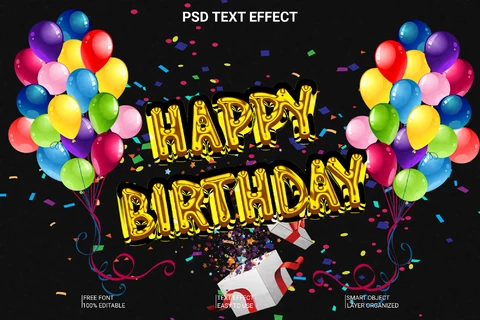 PSD TEXT EFFECT
HAPPY
BIRTHDAY
FREE FONT
100% EDITABLE
TEXT EFFECT
EASY TO USE
SMART OBJECT
LAYER ORGANIZED